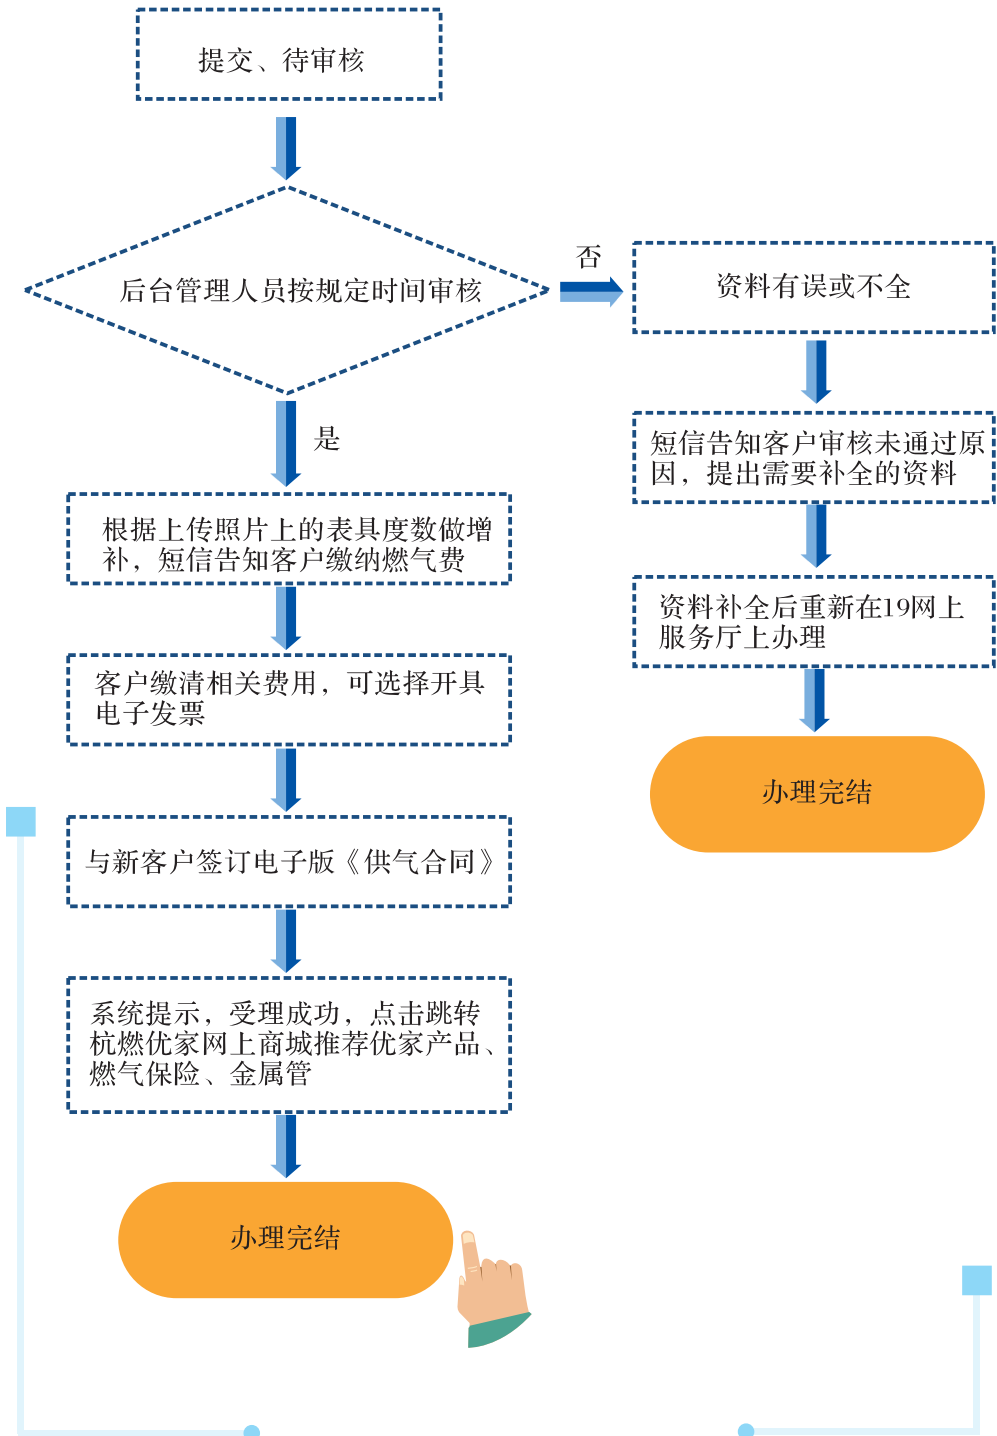 提交、待审核
后台管理人员按规定时间审核
否
资料有误或不全
短信告知客户审核未通过原
因，提出需要补全的资料
资料补全后重新在19网上
服务厅上办理
办理完结
是
根据上传照片上的表具度数做增
补，短信告知客户缴纳燃气费
客户缴清相关费用，可选择开具
电子发票
与新客户签订电子版《供气合同》
系统提示，受理成功，点击跳转
杭燃优家网上商城推荐优家产品、
燃气保险、金属管
办理完结